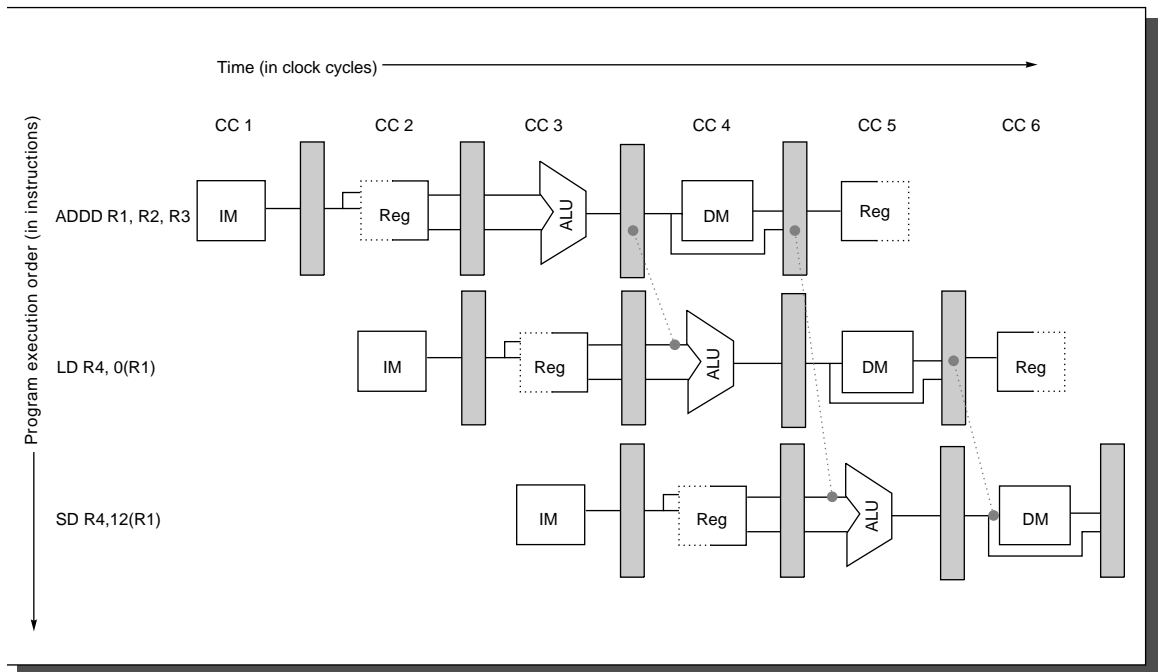 Time (in clock cycles)
CC 1 CC 2 CC 3 CC 4 CC 5 CC 6
Program execution order (in instructions)
ADDD R1, R2, R3 IM Reg ALU DM Reg
LD R4, 0(R1) IM Reg ALU DM Reg
SD R4,12(R1) IM Reg ALU DM